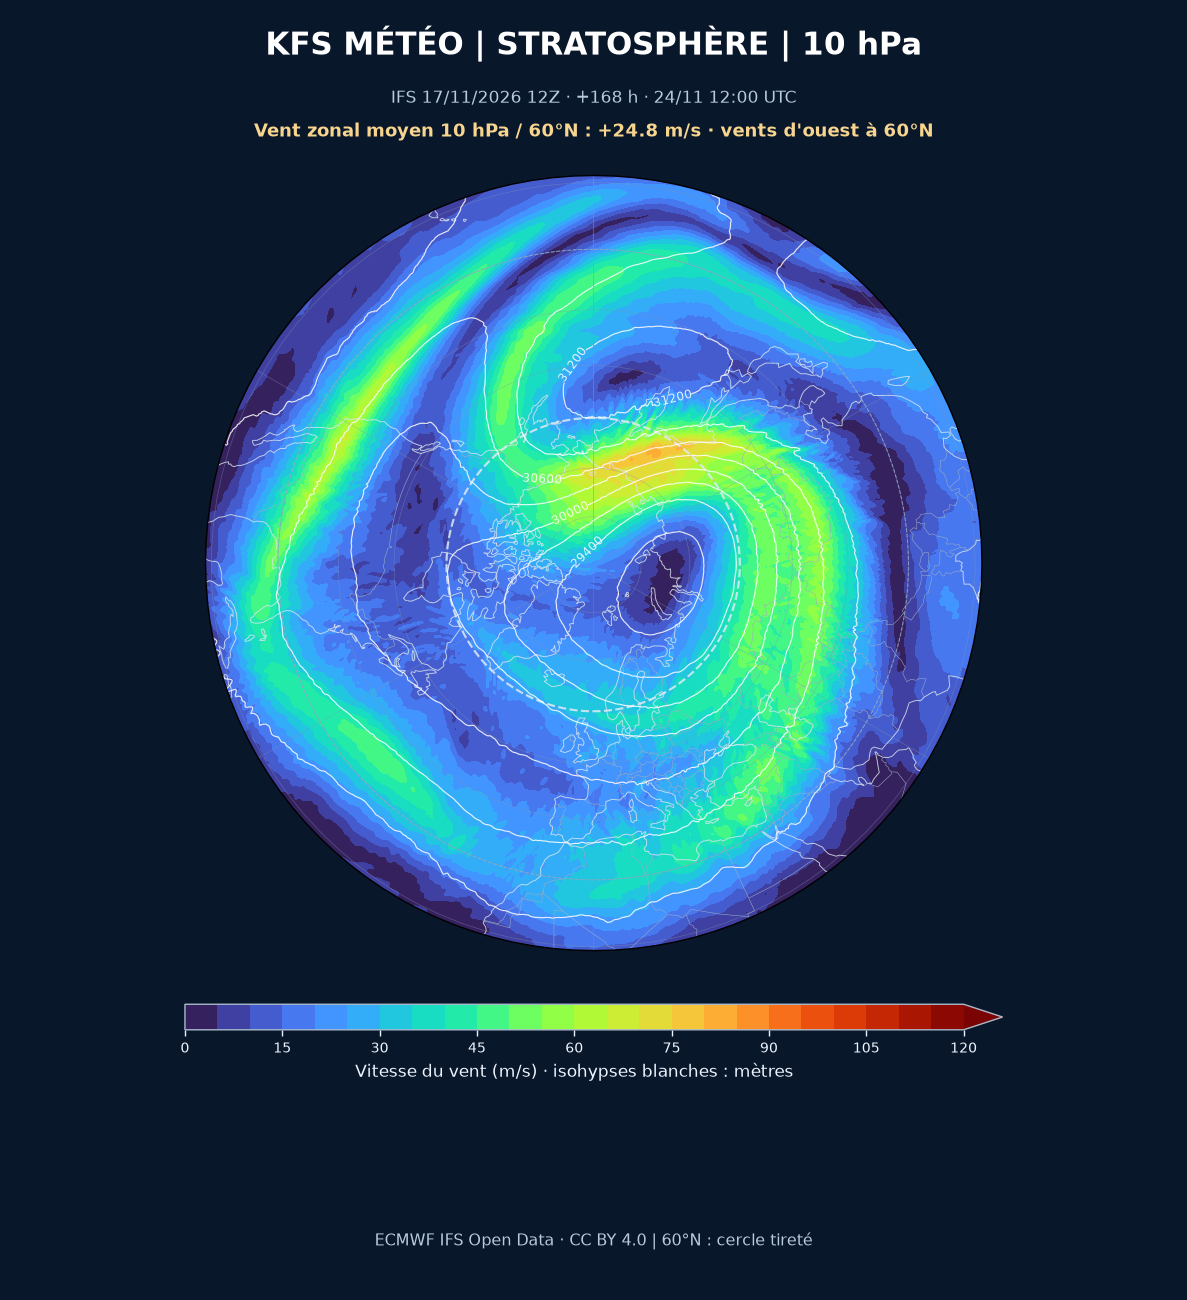 KFS MÉTÉO | STRATOSPHÈRE | 10 hPa
IFS 17/11/2026 12Z · +168 h · 24/11 12:00 UTC
Vent zonal moyen 10 hPa / 60°N : +24.8 m/s · vents d'ouest à 60°N
31200
31200
30600
30000
29400
0 15 30 45 60 75 90 105 120
Vitesse du vent (m/s) · isohypses blanches : mètres
ECMWF IFS Open Data · CC BY 4.0 | 60°N : cercle tireté